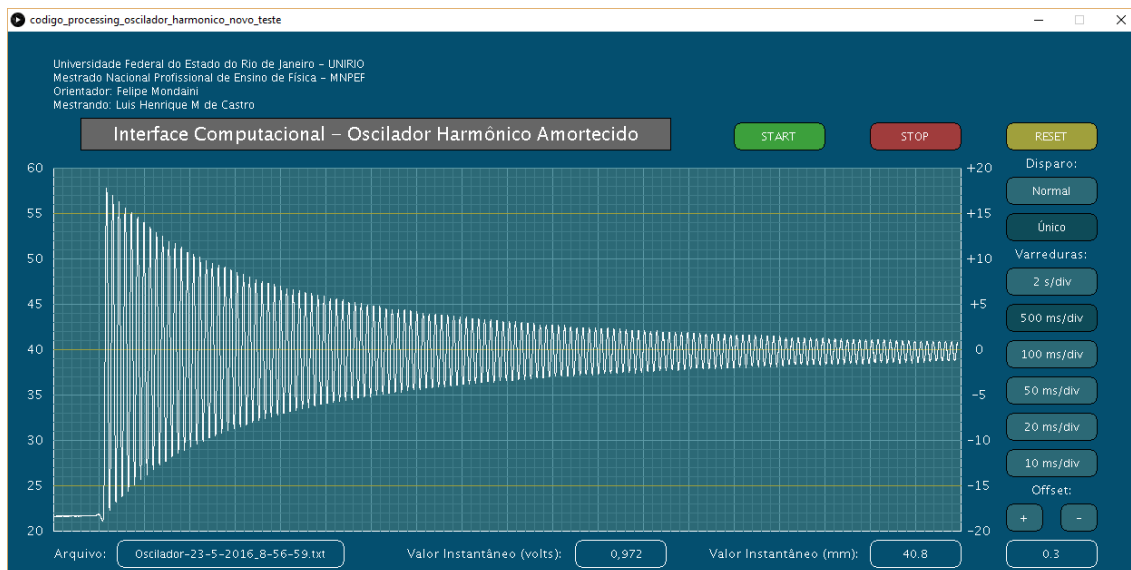 codigo_processing_oscilador_harmonico_novo_teste
Universidade Federal do Estado do Rio de Janeiro – UNIRIO
Mestrado Nacional Profissional de Ensino de Física – MNPEF
Orientador: Felipe Mondaini
Mestrando: Luis Henrique M de Castro
Interface Computacional – Oscilador Harmônico Amortecido
START
STOP
RESET
60
55
50
45
40
35
30
25
20
+20
+15
+10
+5
0
-5
-10
-15
-20
Disparo:
Normal
Único
Varreduras:
2 s/div
500 ms/div
100 ms/div
50 ms/div
20 ms/div
10 ms/div
Offset:
+ -
Arquivo: Oscilador-23-5-2016_8-56-59.txt Valor Instantâneo (volts): 0,972 Valor Instantâneo (mm): 40.8 0.3